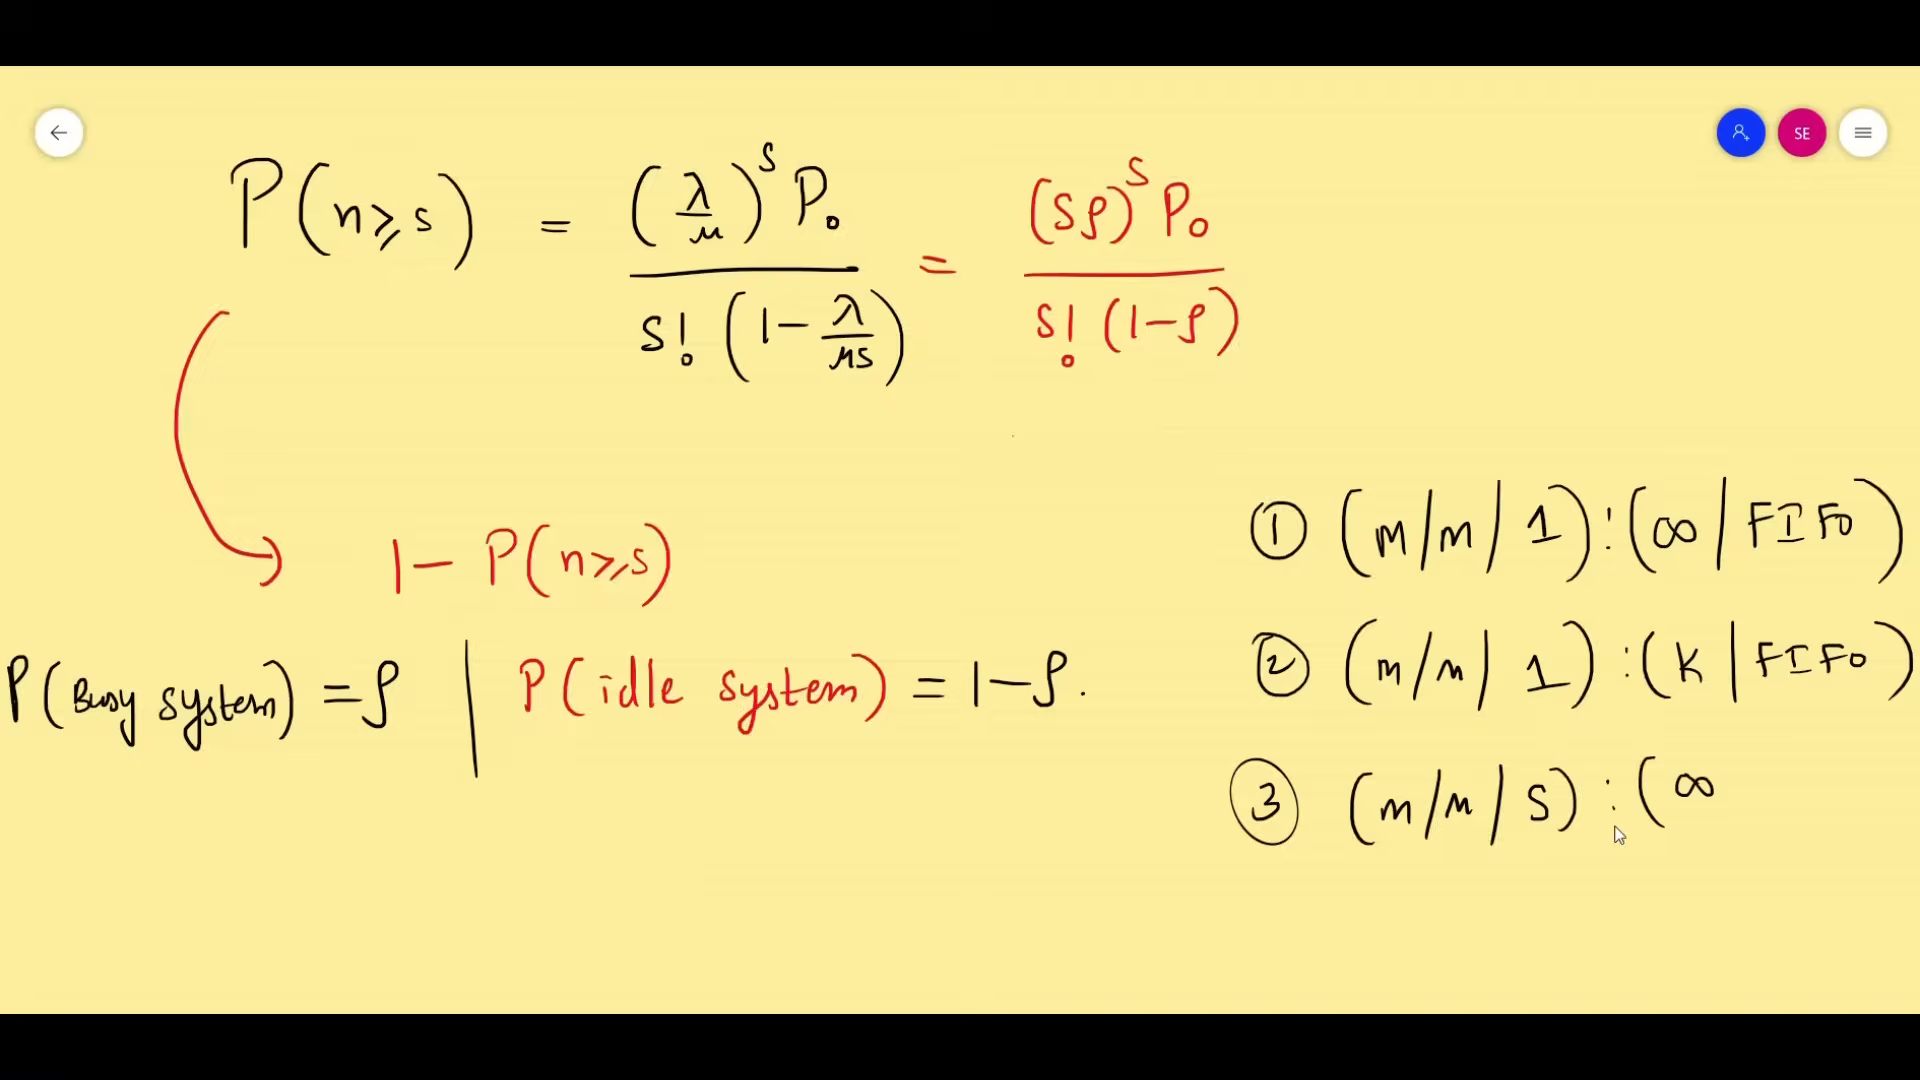 SE
P(n≥s) = (λ/μ)^s P₀ / s! (1 - λ/μs) = (Sρ)^s P₀ / s! (1-ρ)
1 - P(n≥s)
P(Busy system) = ρ | P(idle system) = 1-ρ.
① (m/m/1) : (∞/FIFO)
② (m/m/1) : (K/FIFO)
③ (m/m/S) : (∞